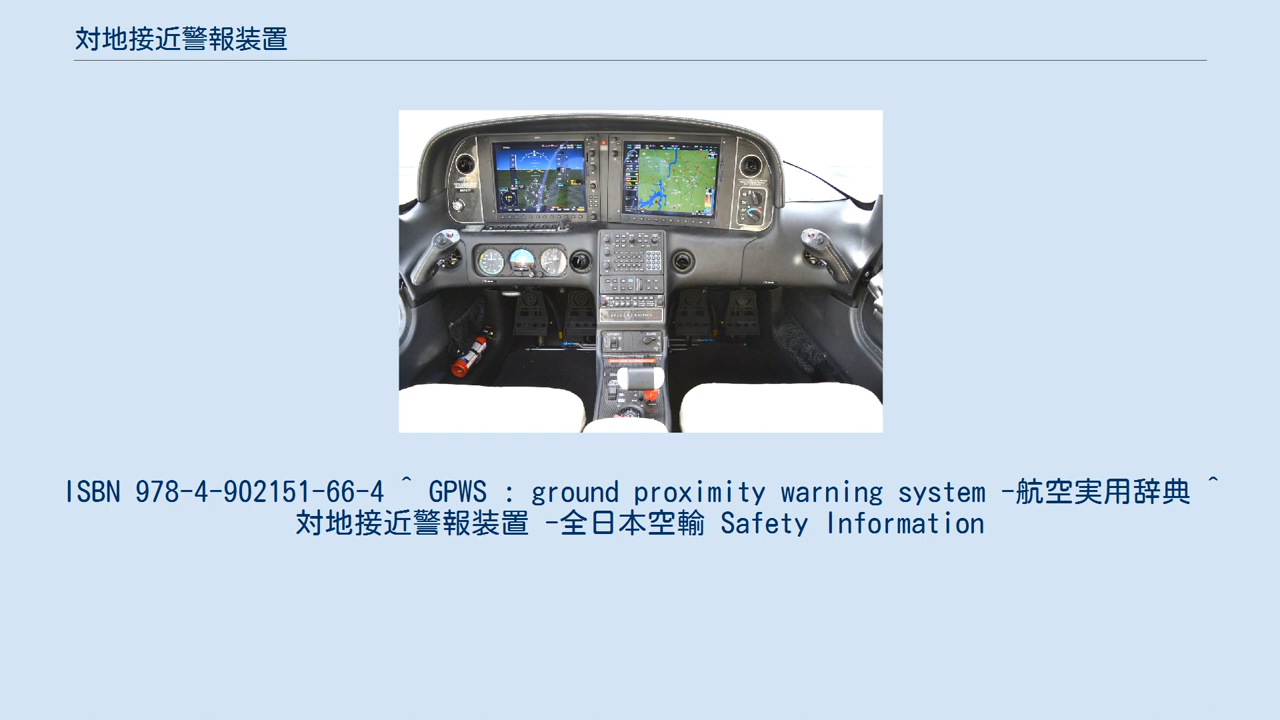 対地接近警報装置
ISBN 978-4-902151-66-4 ^ GPWS : ground proximity warning system -航空実用辞典 ^
対地接近警報装置 -全日本空輸 Safety Information